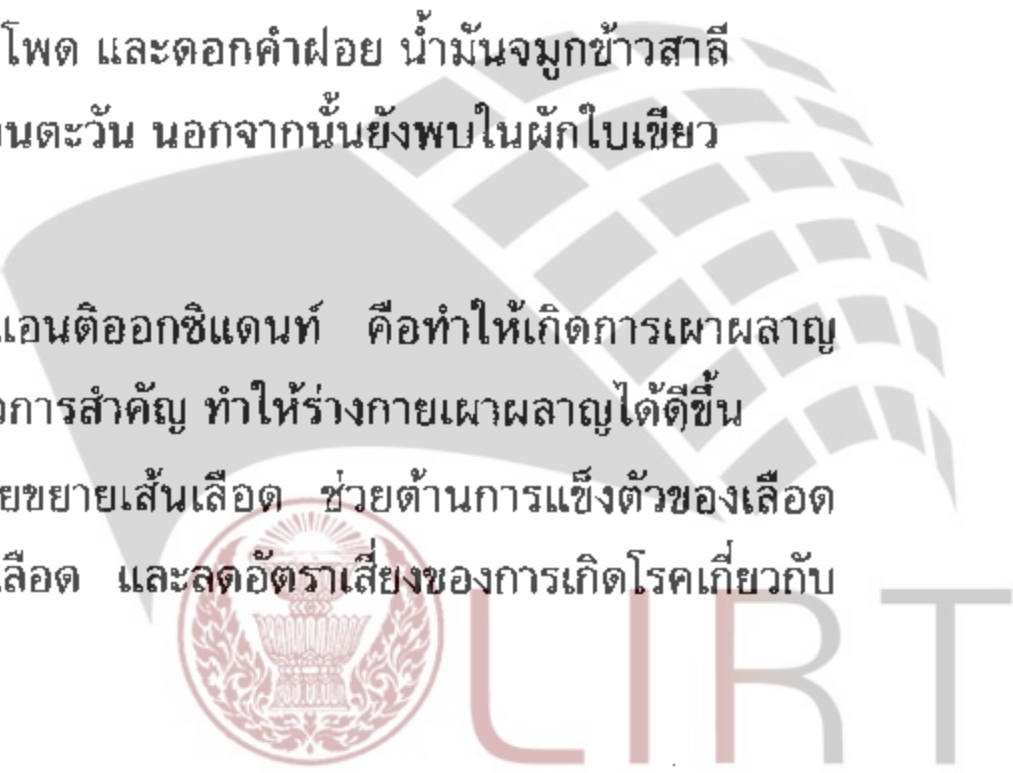 โพด และดอกคำฝอย น้ำมันจมูกข้าวสาลี
นตะวัน นอกจากนั้นยังพบในผักใบเขียว
แอนติออกซิแดนท์ คือทำให้เกิดการเผาผลาญ
วการสำคัญ ทำให้ร่างกายเผาผลาญได้ดีขึ้น
ยขยายเส้นเลือด ช่วยด้านการแข็งตัวของเลือด
ลือด และลดอัตราเสี่ยงของการเกิดโรคเกี่ยวกับ
LIRT